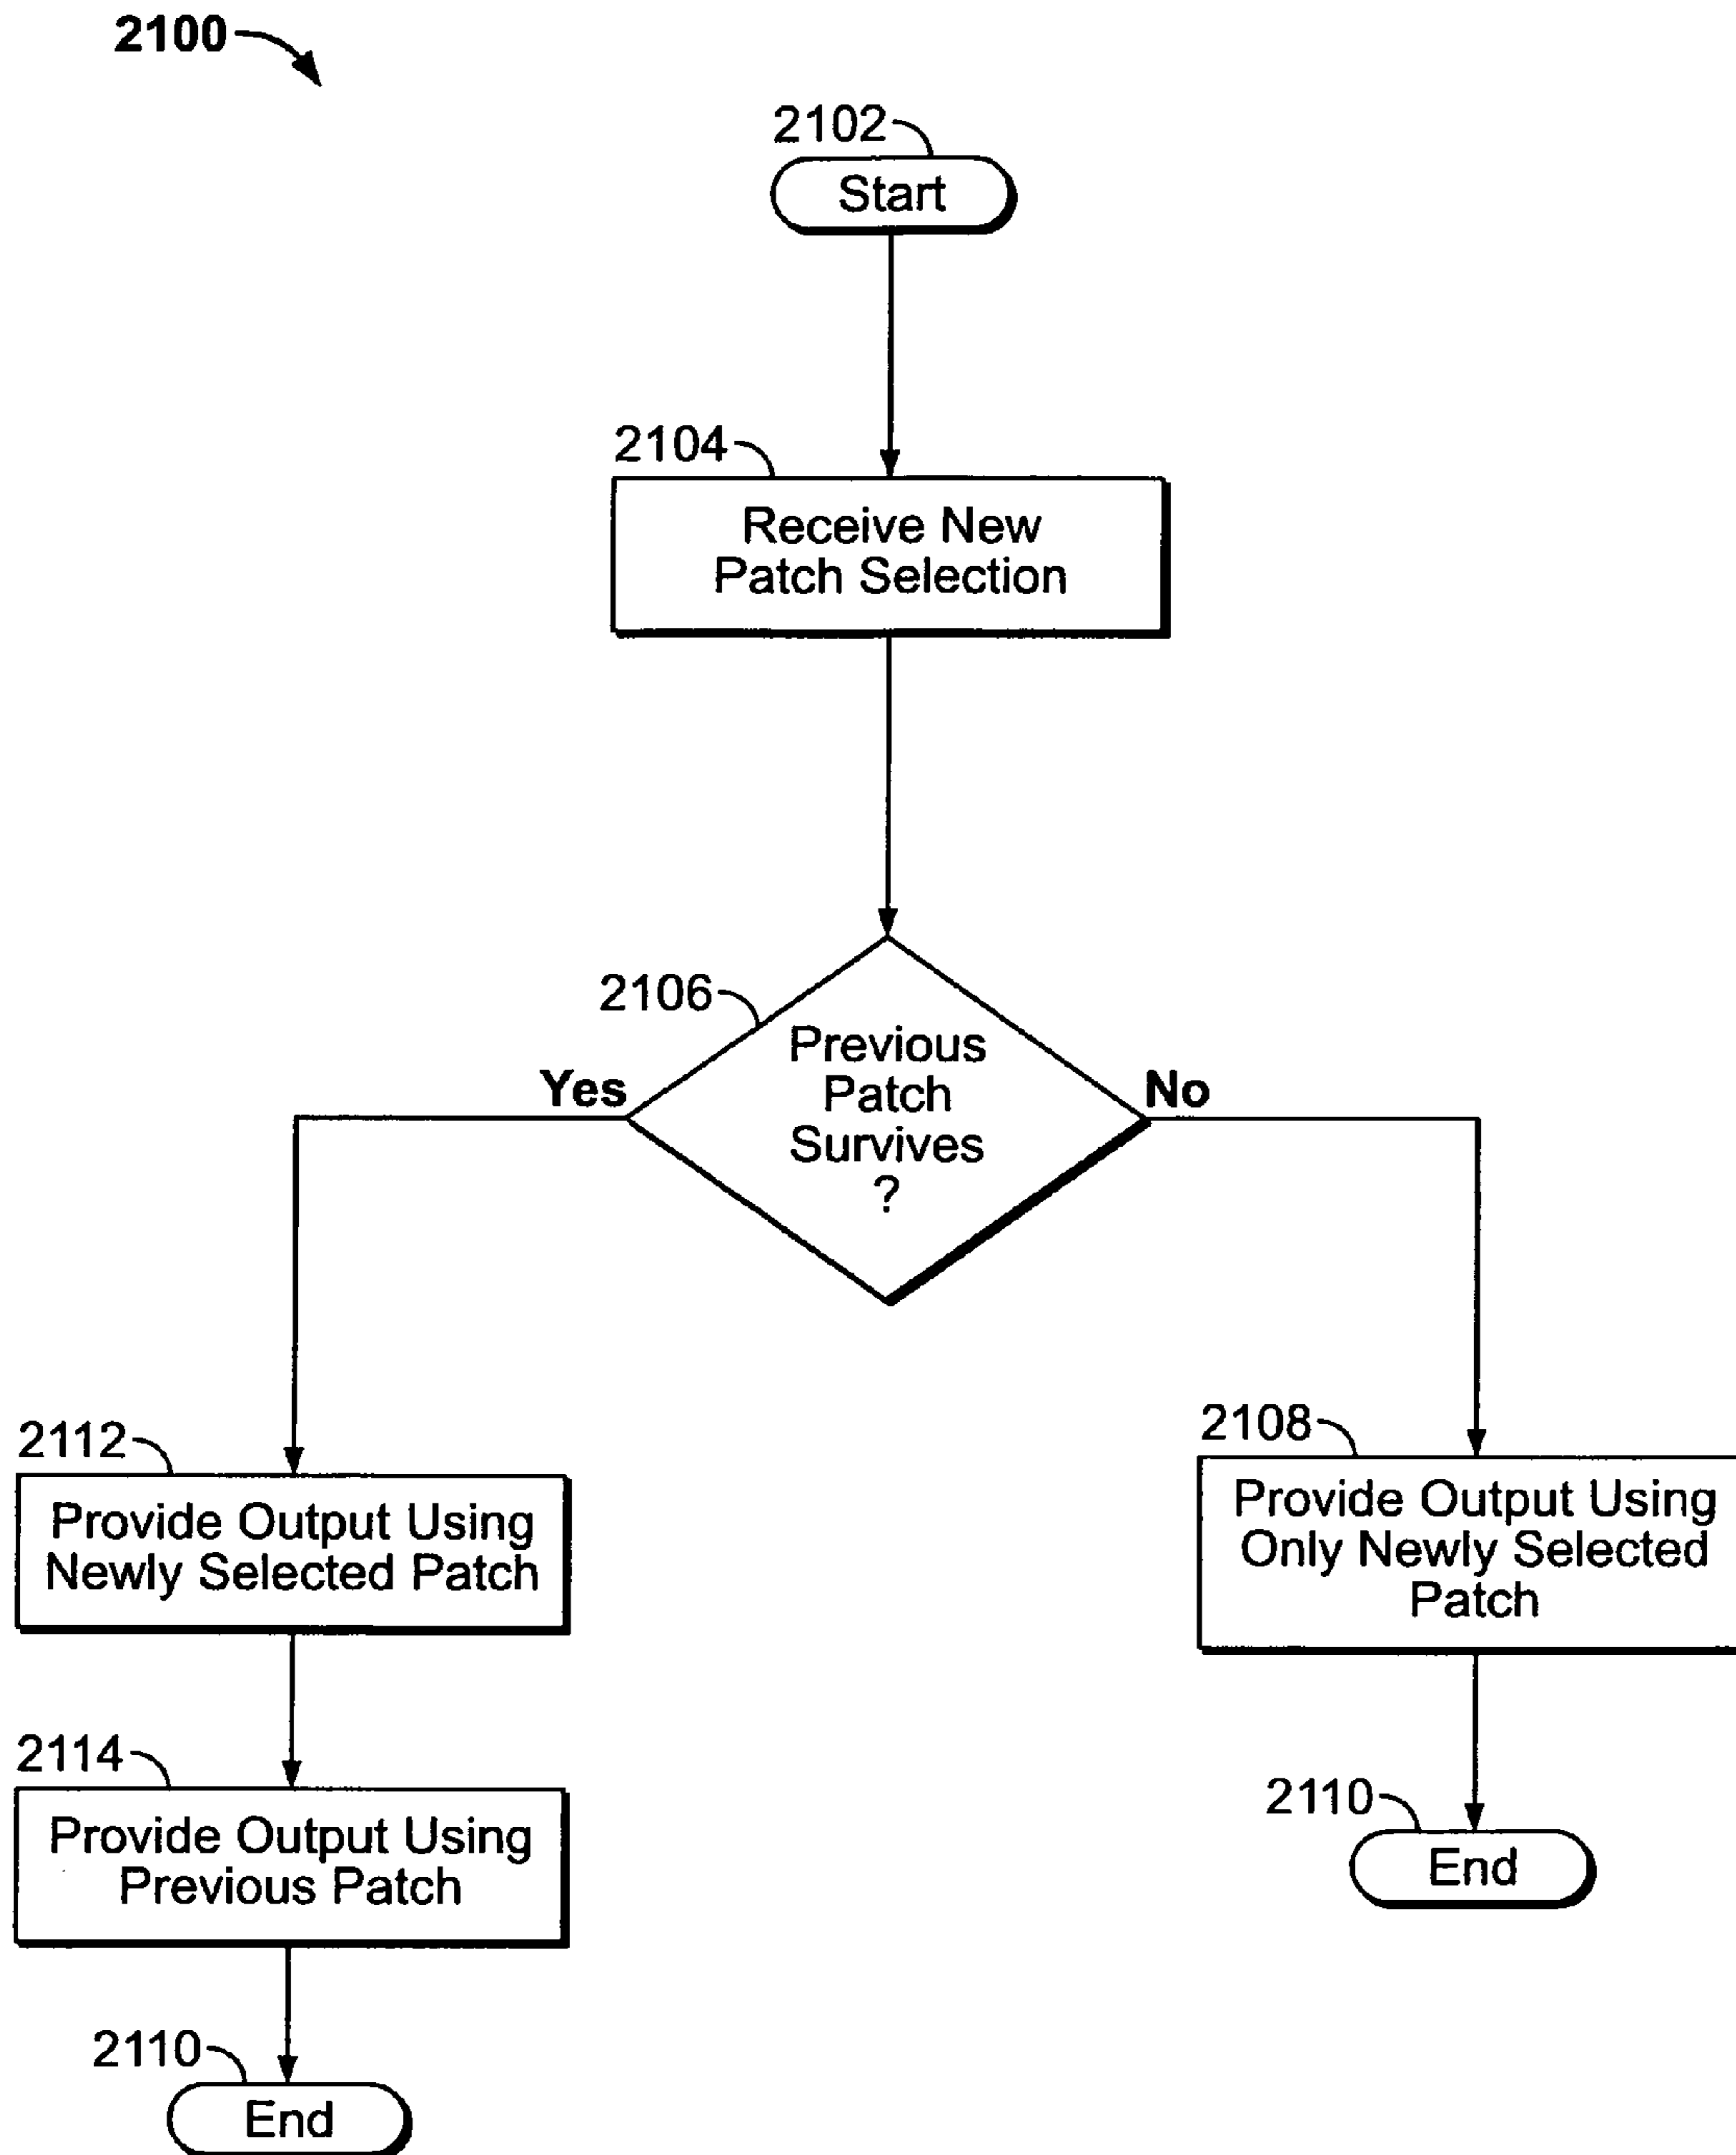 2100
2102
Start
2104
Receive New
Patch Selection
2106
Previous
Patch
Survives
?
Yes
No
2112
Provide Output Using
Newly Selected Patch
2108
Provide Output Using
Only Newly Selected
Patch
2114
Provide Output Using
Previous Patch
2110
End
2110
End